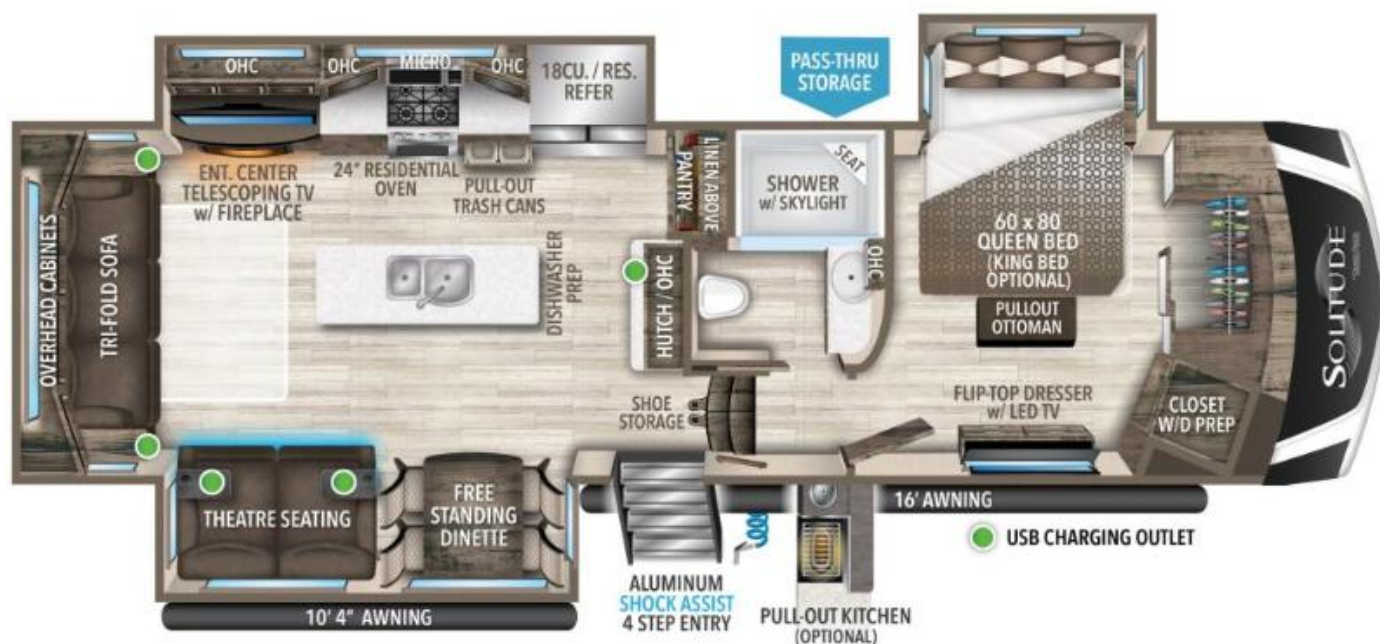 OHC
OHC
MICRO
OHC
18CU. / RES.
REFER
PASS-THRU
STORAGE
ENT. CENTER
TELESCOPING TV
w/ FIREPLACE
24" RESIDENTIAL
OVEN
PULL-OUT
TRASH CANS
PANTRY
LINEN ABOVE
SHOWER
w/ SKYLIGHT
SEAT
60 x 80
QUEEN BED
(KING BED
OPTIONAL)
PULLOUT
OTTOMAN
OVERHEAD CABINETS
TRI-FOLD SOFA
DISHWASHER
PREP
HUTCH / OHC
OHC
SOLITUDE
SHOE
STORAGE
FLIP-TOP DRESSER
w/ LED TV
CLOSET
W/D PREP
THEATRE SEATING
FREE
STANDING
DINETTE
16' AWNING
USB CHARGING OUTLET
10' 4" AWNING
ALUMINUM
SHOCK ASSIST
4 STEP ENTRY
PULL-OUT KITCHEN
(OPTIONAL)